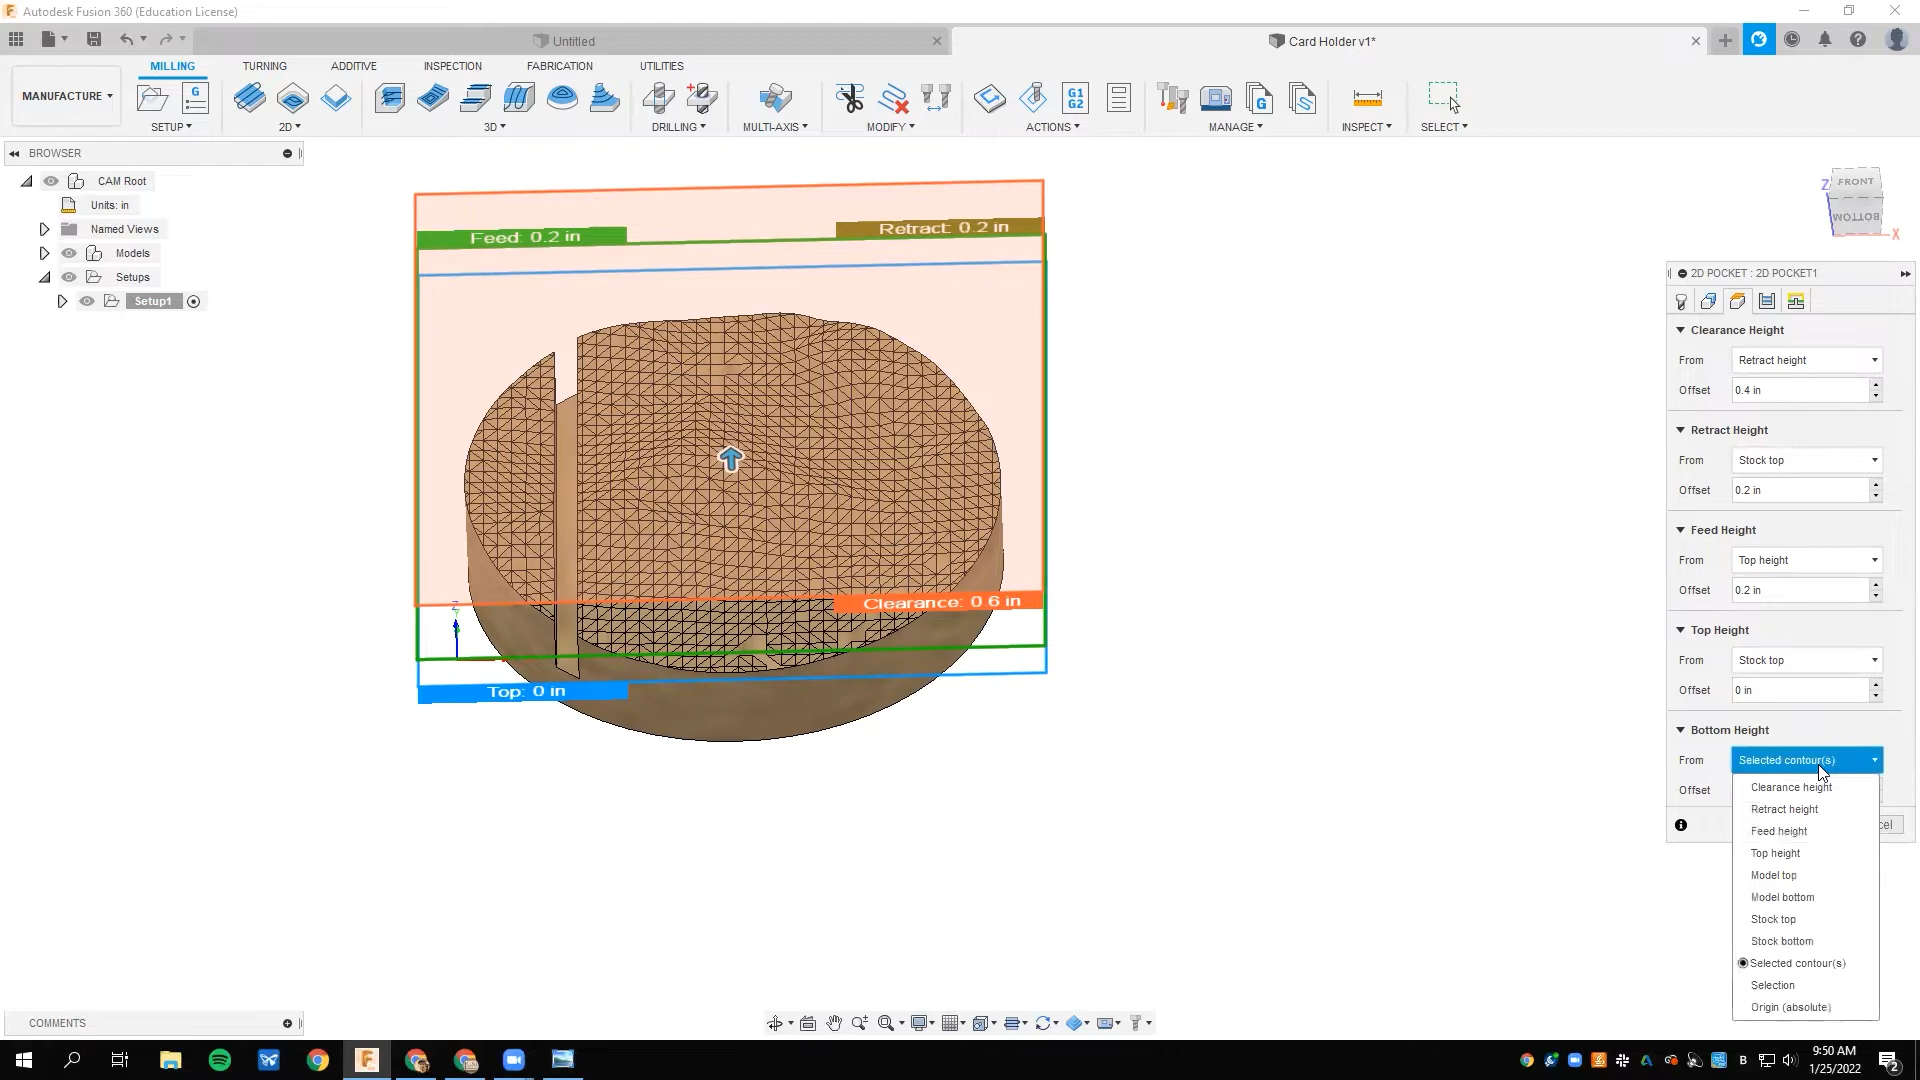 Autodesk Fusion 360 (Education License)
Untitled
Card Holder v1*
MILLING TURNING ADDITIVE INSPECTION FABRICATION UTILITIES
MANUFACTURE
G
G1
G2
G
S
SETUP 2D 3D DRILLING MULTI-AXIS MODIFY ACTIONS MANAGE INSPECT SELECT
BROWSER
CAM Root
Units: in
Named Views
Models
Setups
Setup1
Feed: 0.2 in
Retract: 0.2 in
Clearance: 0.6 in
Top: 0 in
Z
Z
FRONT
BOTTOM
X
2D POCKET : 2D POCKET1
Clearance Height
From Retract height
Offset 0.4 in
Retract Height
From Stock top
Offset 0.2 in
Feed Height
From Top height
Offset 0.2 in
Top Height
From Stock top
Offset 0 in
Bottom Height
From Selected contour(s)
Offset
cel
Clearance height
Retract height
Feed height
Top height
Model top
Model bottom
Stock top
Stock bottom
Selected contour(s)
Selection
Origin (absolute)
COMMENTS
9:50 AM
1/25/2022
2